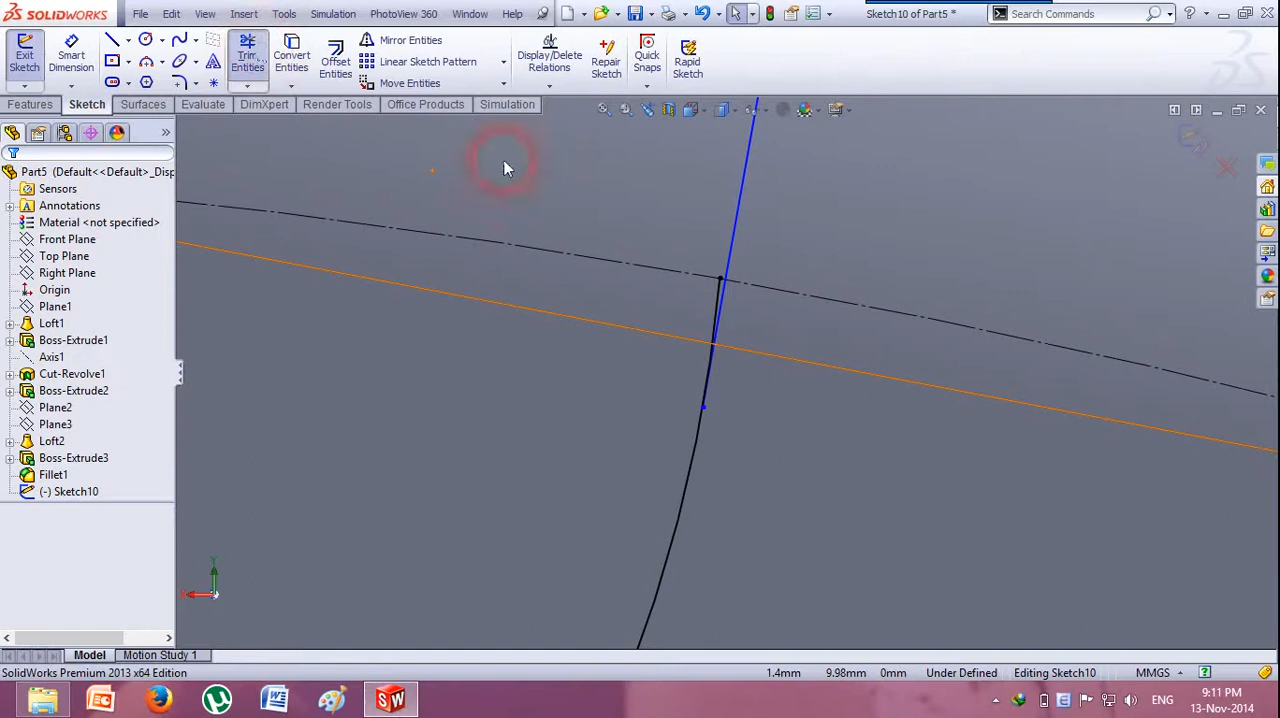 SOLIDWORKS File Edit View Insert Tools Simulation PhotoView 360 Window Help Sketch10 of Part5 * Search Commands
Exit Sketch
Smart Dimension
Trim Entities
Convert Entities
Offset Entities
Mirror Entities
Linear Sketch Pattern
Move Entities
Display/Delete Relations
Repair Sketch
Quick Snaps
Rapid Sketch
Features Sketch Surfaces Evaluate DimXpert Render Tools Office Products Simulation
Part5 (Default<<Default>_Disp
Sensors
Annotations
Material <not specified>
Front Plane
Top Plane
Right Plane
Origin
Plane1
Loft1
Boss-Extrude1
Axis1
Cut-Revolve1
Boss-Extrude2
Plane2
Plane3
Loft2
Boss-Extrude3
Fillet1
(-) Sketch10
Y
Model Motion Study 1
SolidWorks Premium 2013 x64 Edition 1.4mm 9.98mm 0mm Under Defined Editing Sketch10 MMGS
ENG
9:11 PM
13-Nov-2014